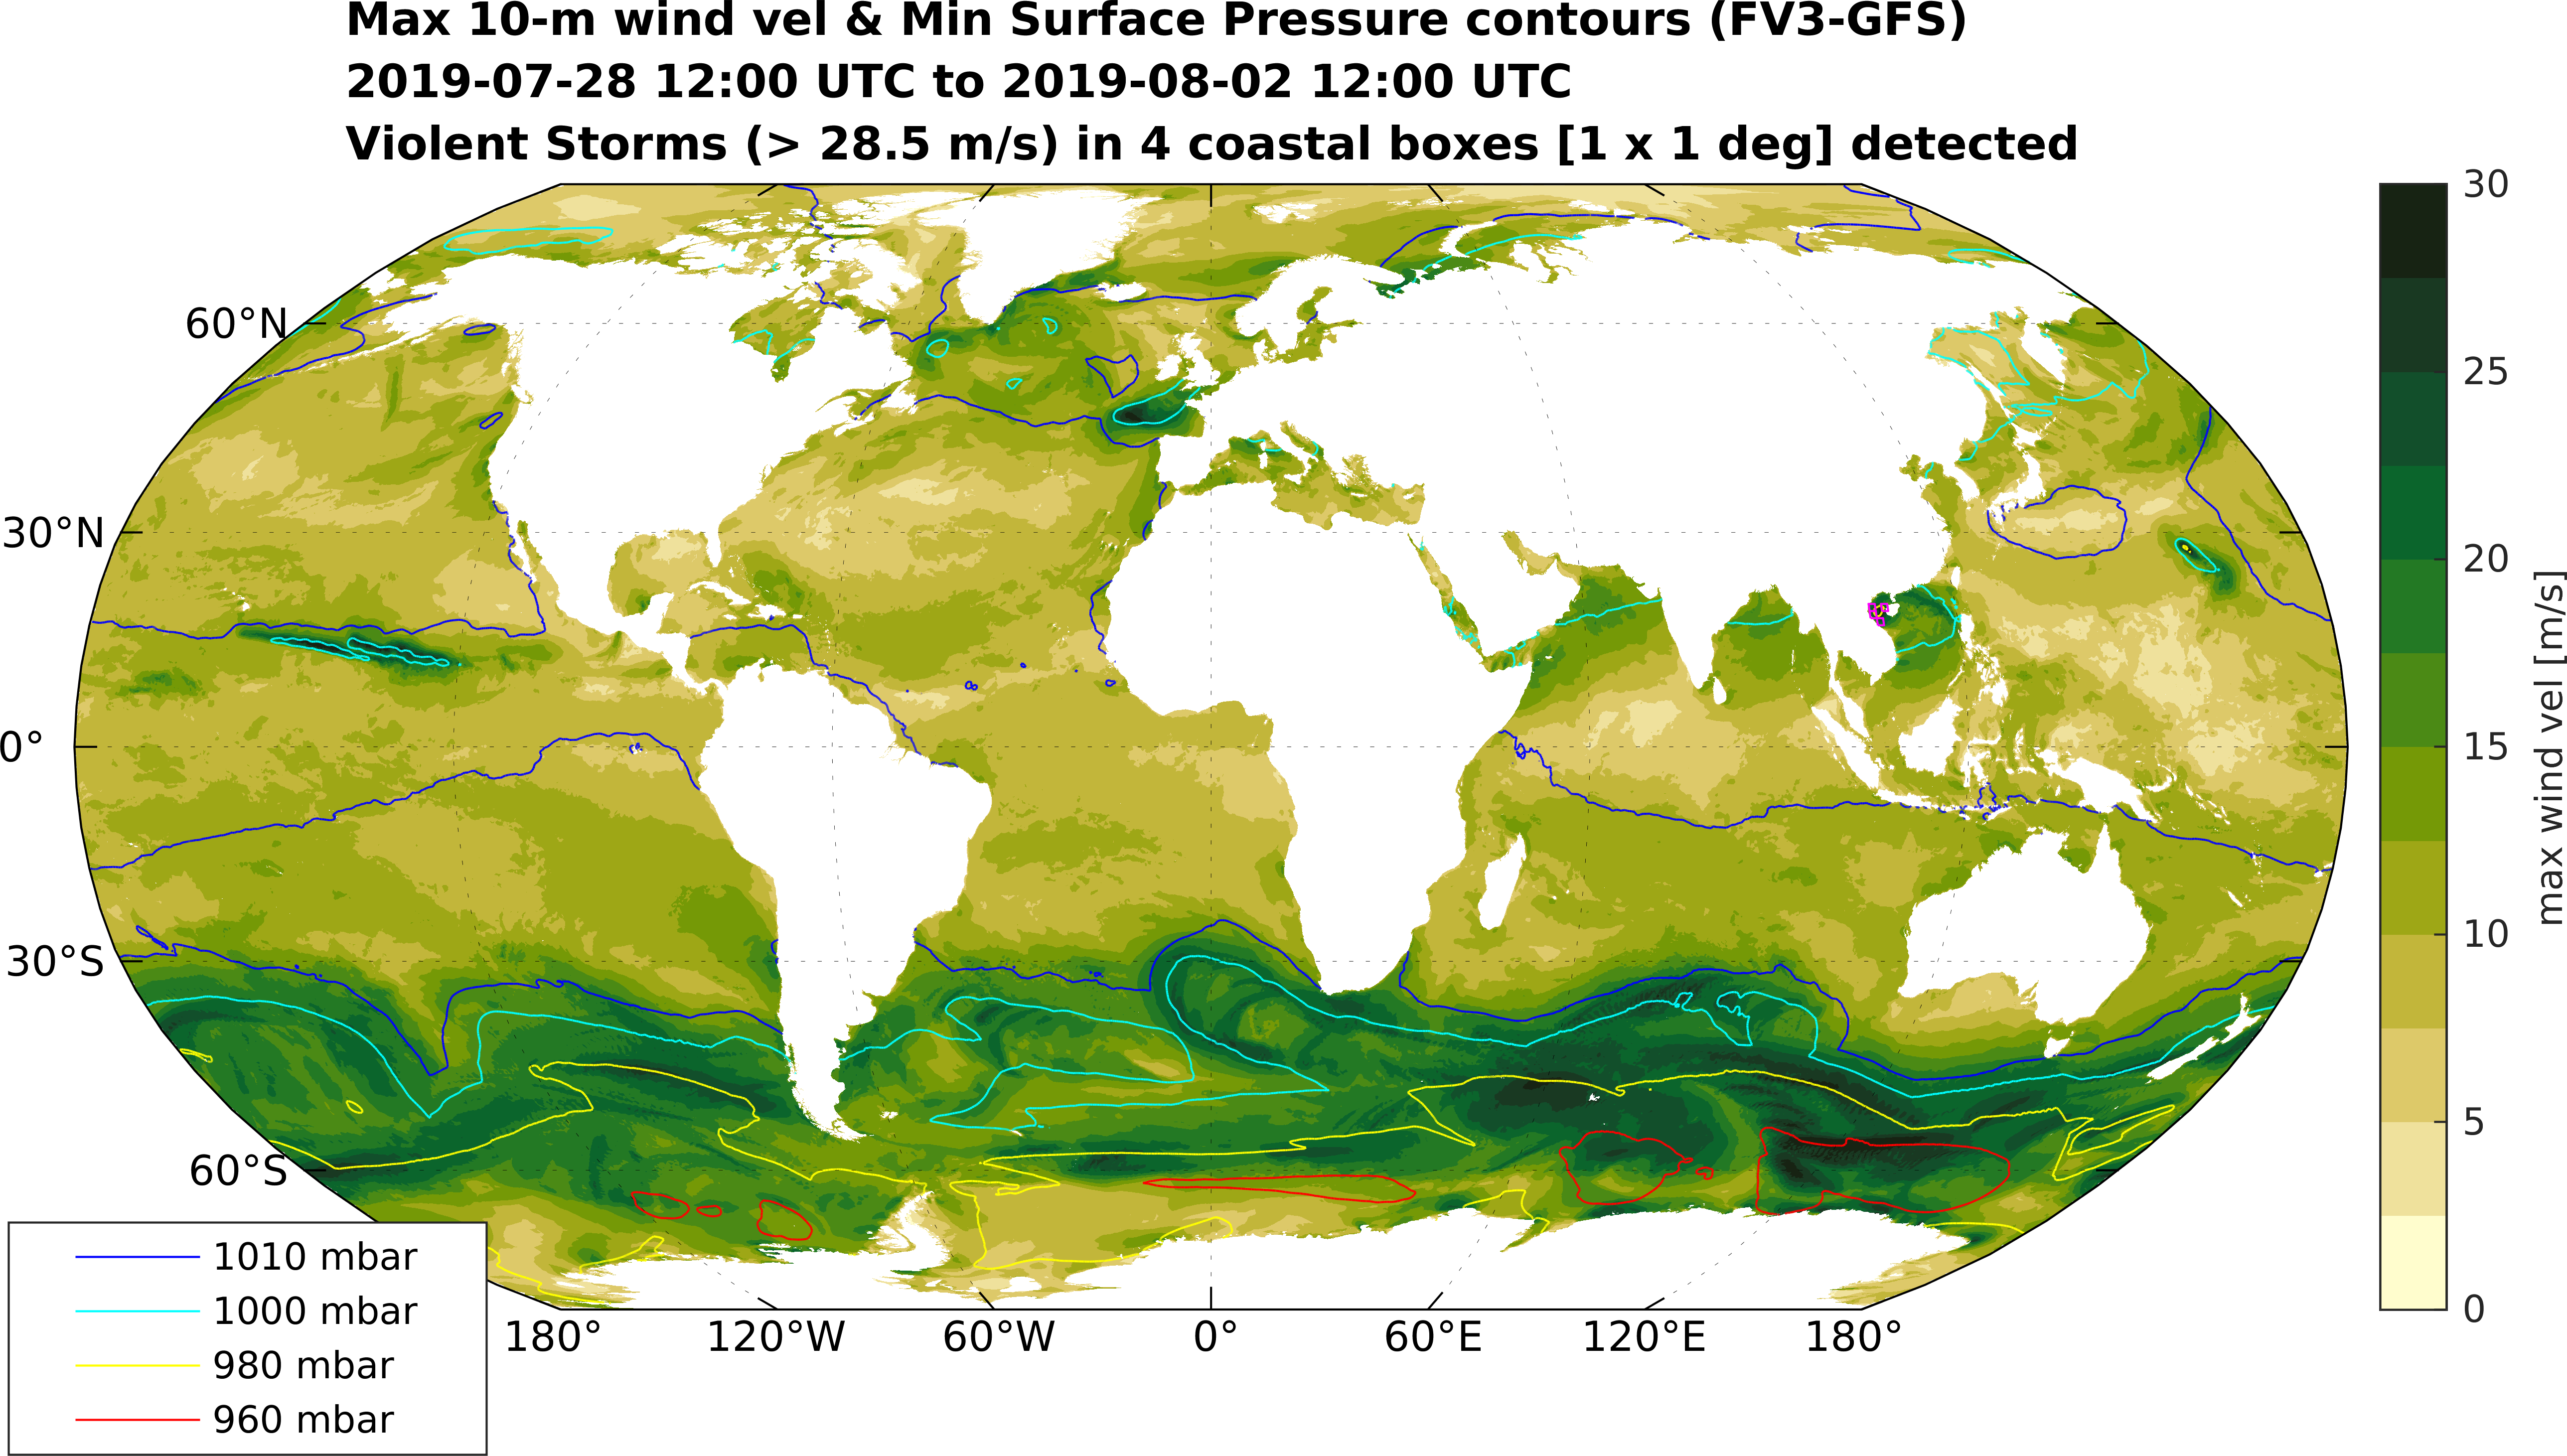 Max 10-m wind vel & Min Surface Pressure contours (FV3-GFS)
2019-07-28 12:00 UTC to 2019-08-02 12:00 UTC
Violent Storms (> 28.5 m/s) in 4 coastal boxes [1 x 1 deg] detected
60°N
30°N
0°
30°S
60°S
180°
120°W
60°W
0°
60°E
120°E
180°
1010 mbar
1000 mbar
980 mbar
960 mbar
30
25
20
15
10
5
0
max wind vel [m/s]